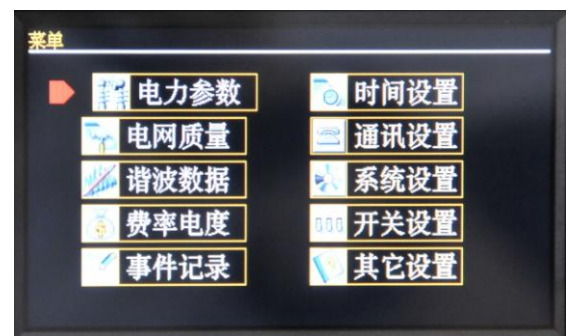 菜单
电力参数
时间设置
电网质量
通讯设置
谐波数据
系统设置
费率电度
开关设置
事件记录
其它设置